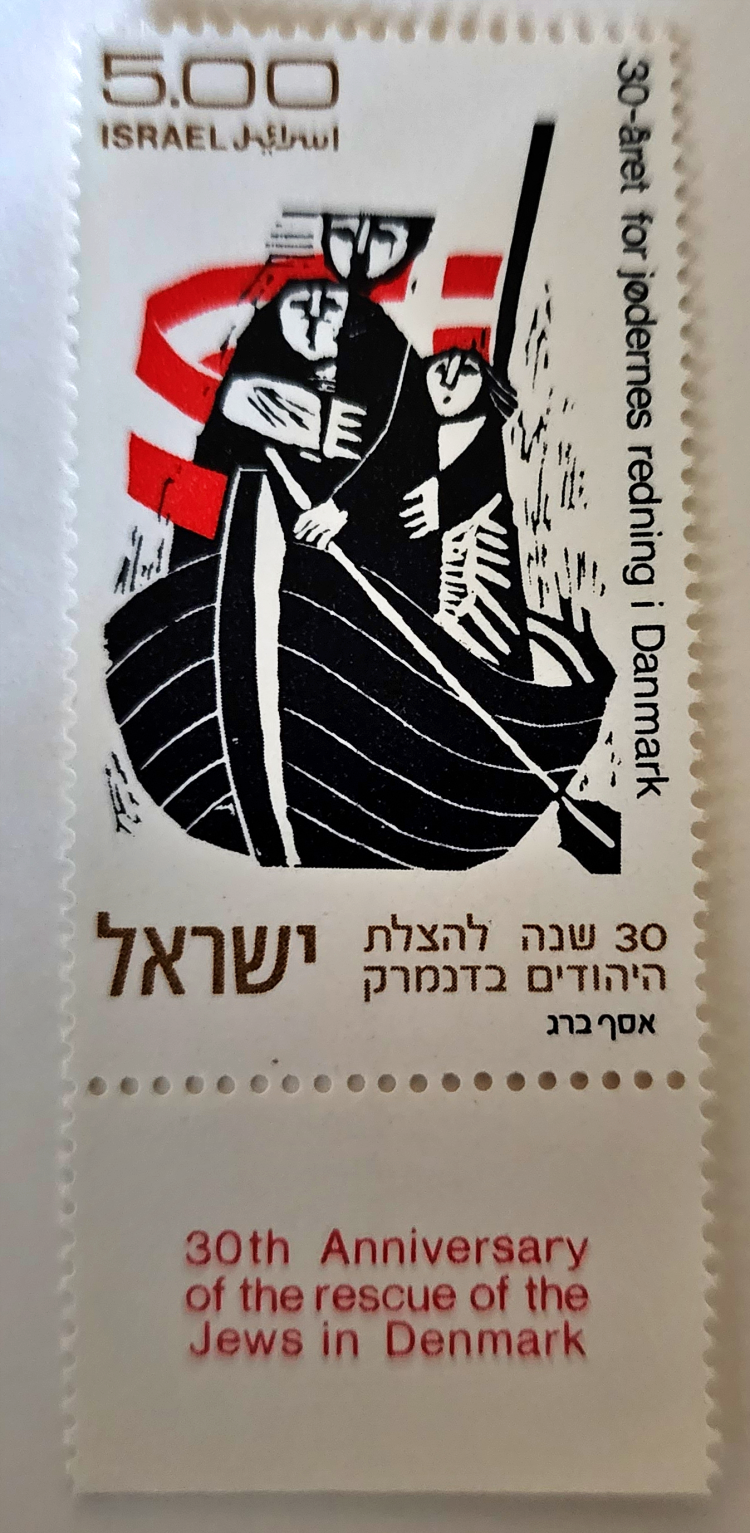 5.00
ISRAEL اسرائيل
30-året for jødernes redning i Danmark
ישראל
30 שנה להצלת
היהודים בדנמרק
אסף ברג
30th Anniversary
of the rescue of the
Jews in Denmark